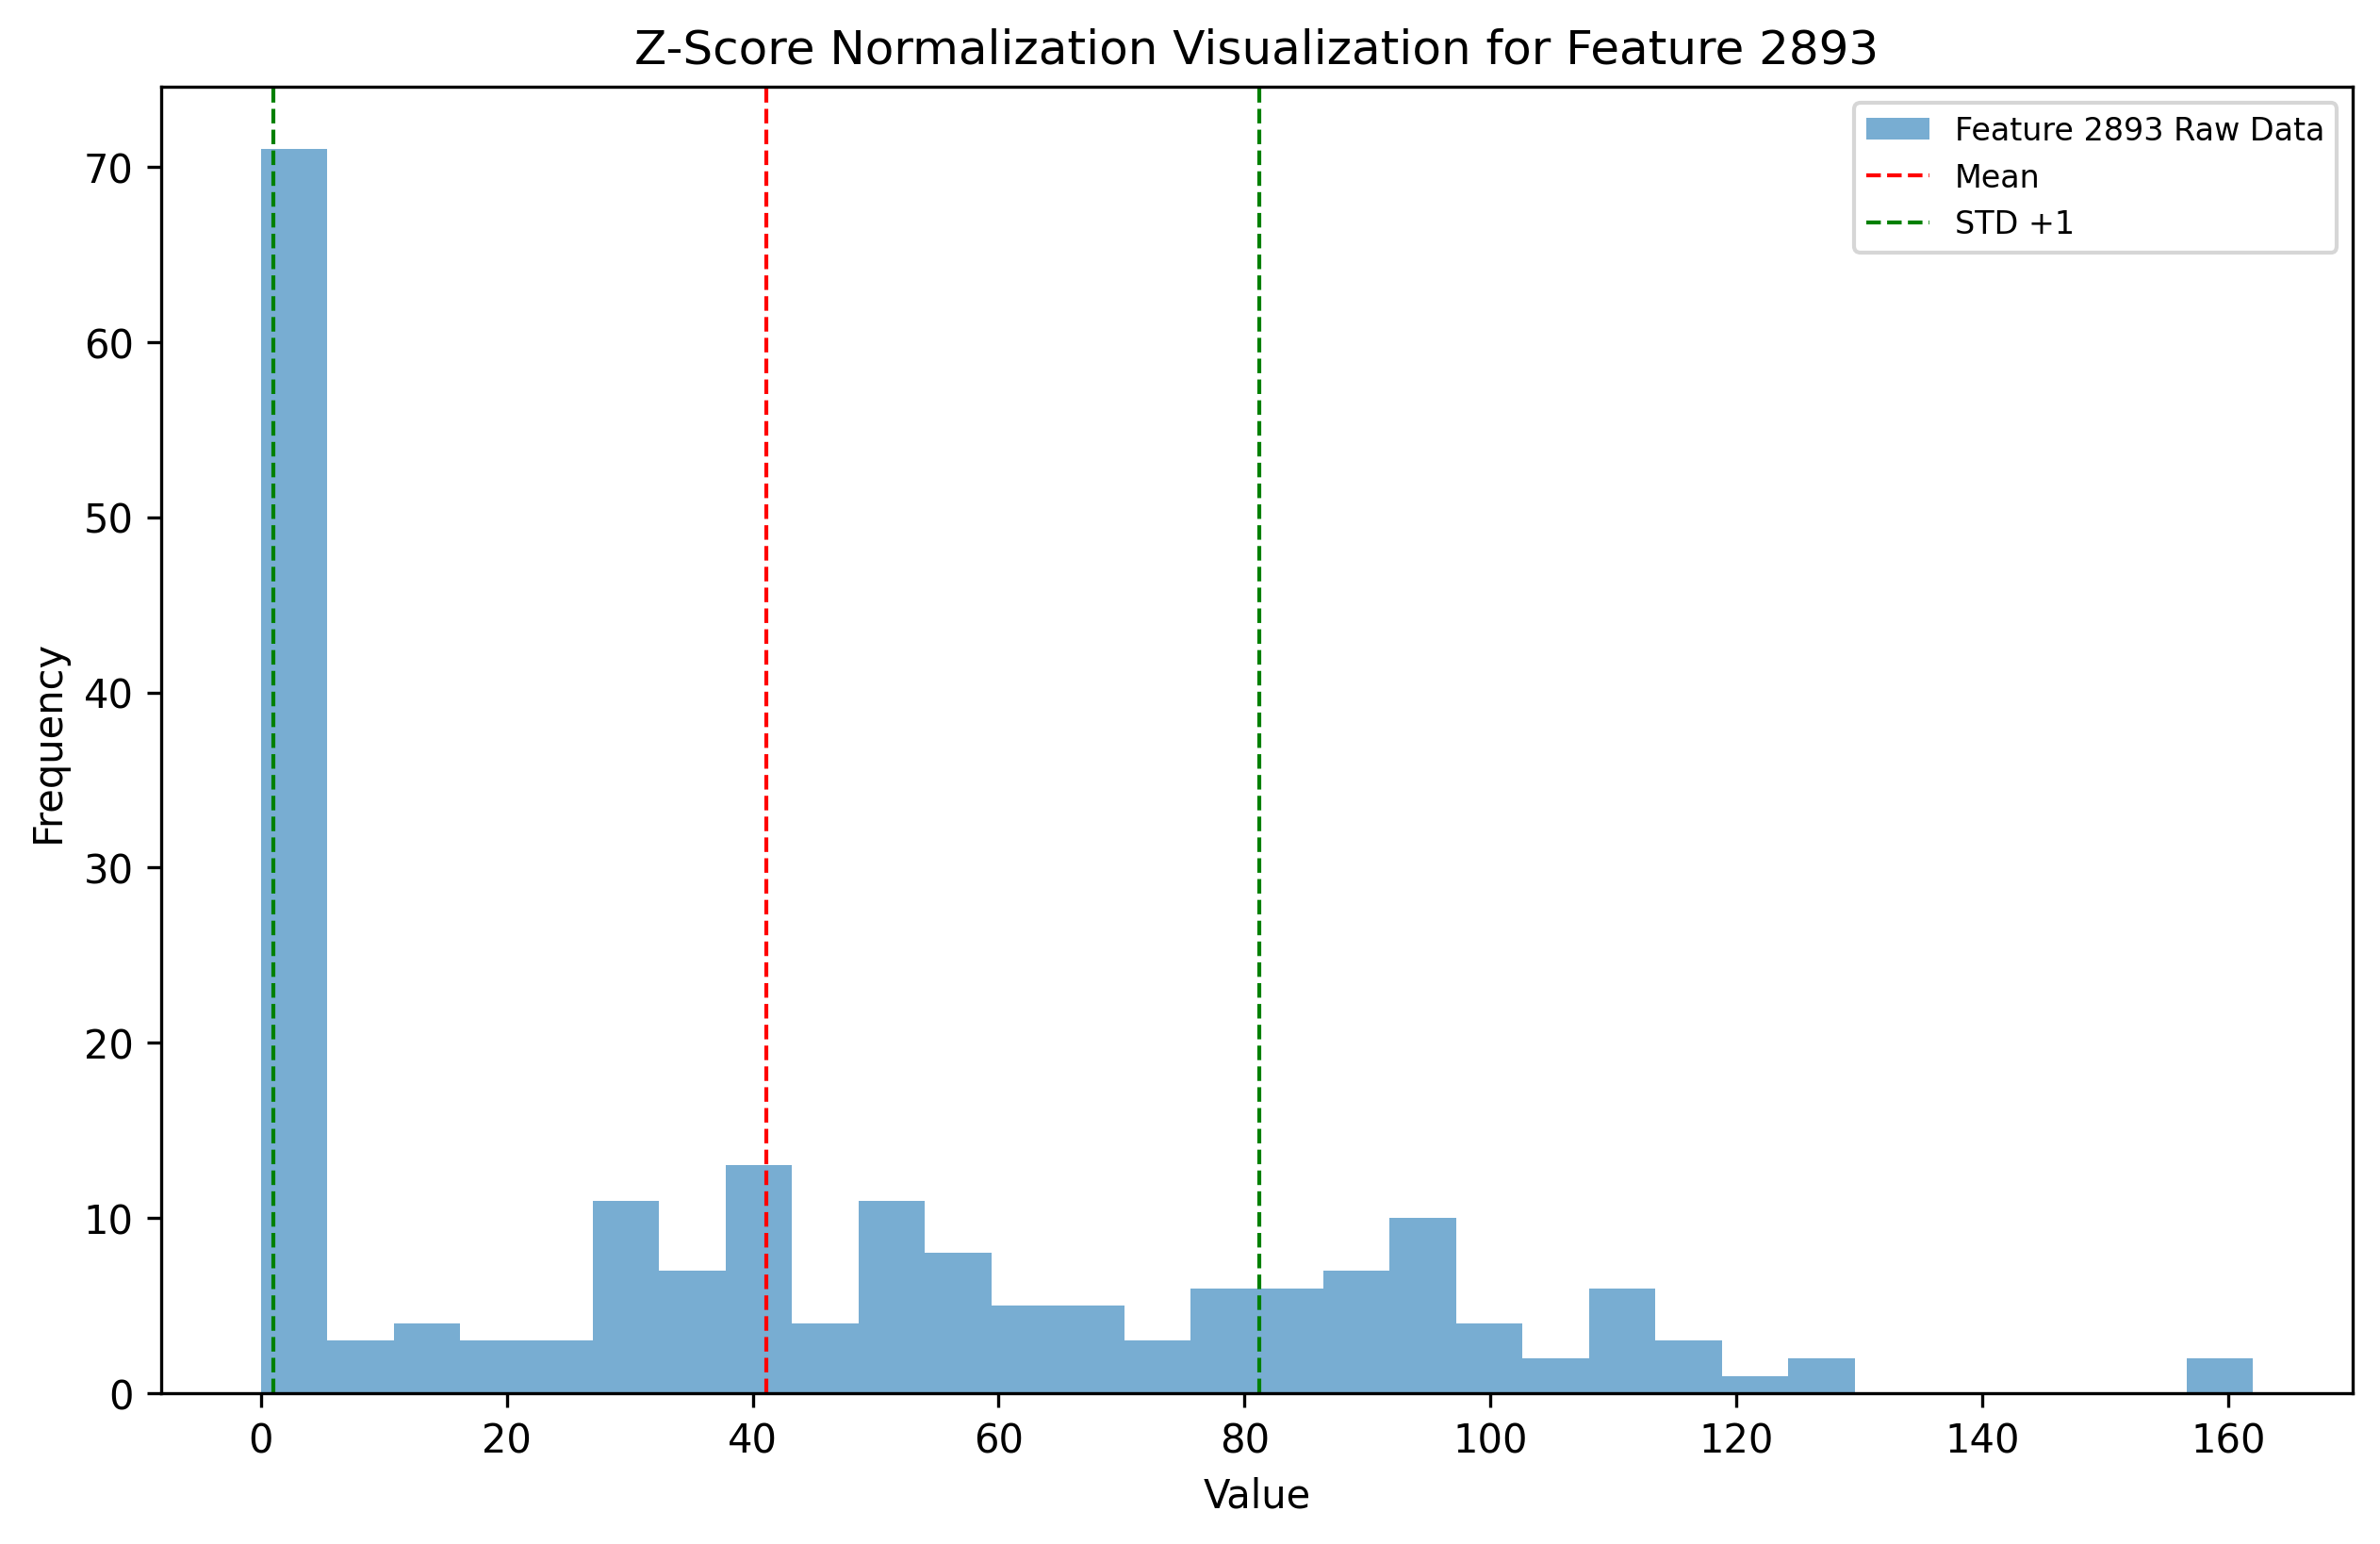 Z-Score Normalization Visualization for Feature 2893
Feature 2893 Raw Data
Mean
STD +1
70
60
50
40
30
20
10
0
Frequency
0 20 40 60 80 100 120 140 160
Value